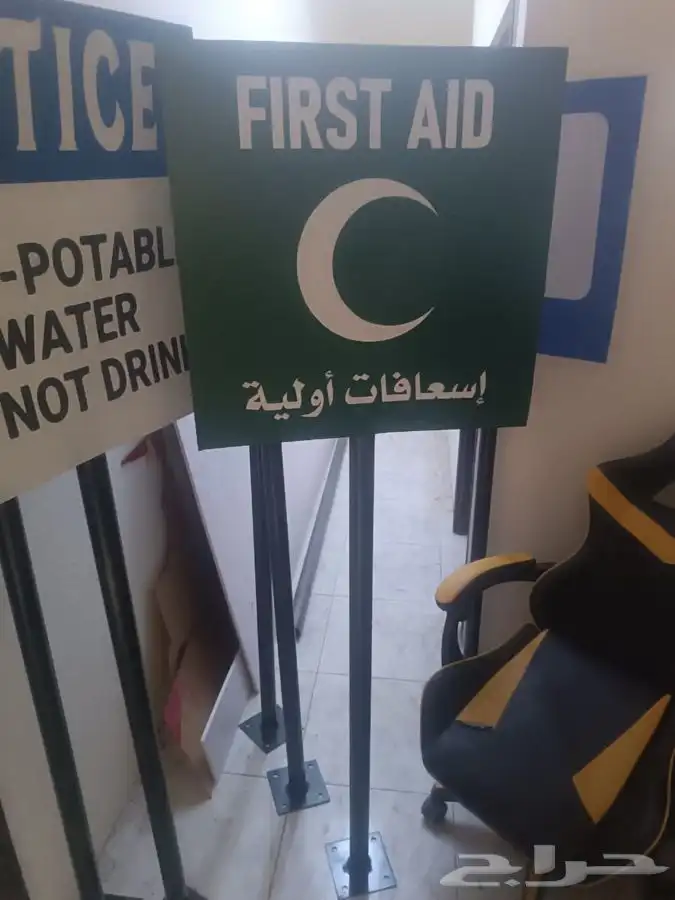 TICE
-POTABL
WATER
NOT DRIN
FIRST AID
إسعافات أولية
حراج